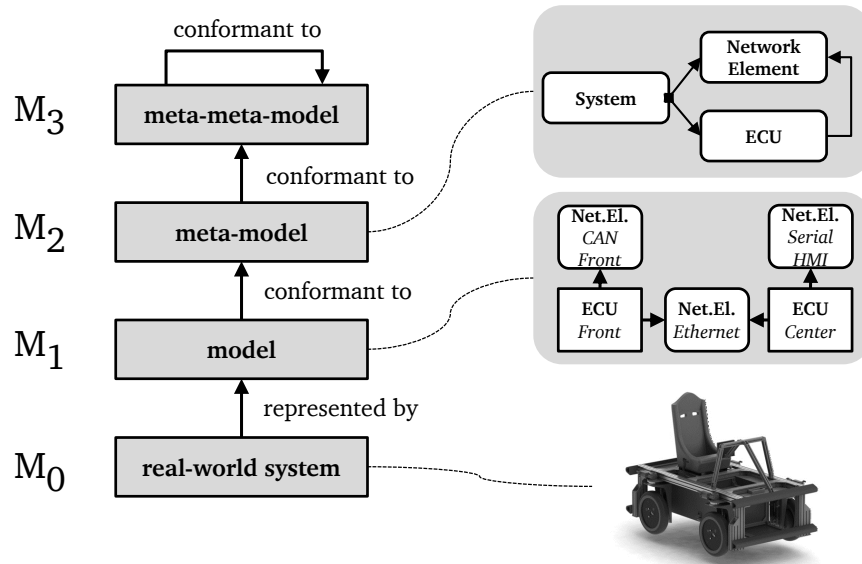 conformant to
M3
meta-meta-model
conformant to
M2
meta-model
conformant to
M1
model
represented by
M0
real-world system
System
Network
Element
ECU
Net.El.
CAN
Front
Net.El.
Serial
HMI
ECU
Front
Net.El.
Ethernet
ECU
Center